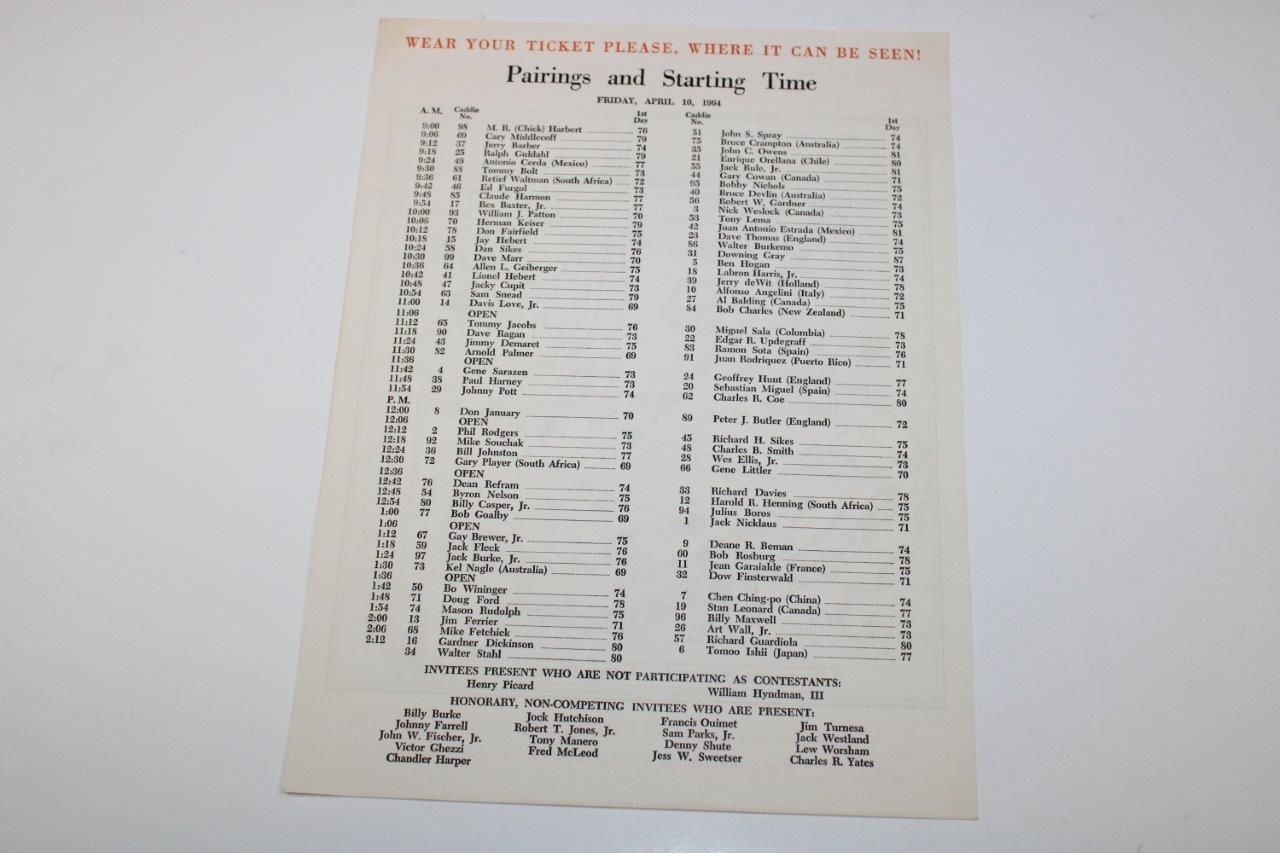 WEAR YOUR TICKET PLEASE, WHERE IT CAN BE SEEN!
Pairings and Starting Time
FRIDAY, APRIL 10, 1964
A. M. Caddie No. 1st Day Caddie No. 1st Day
9:00 98 M. R. (Chick) Harbert 76 51 John S. Spray 74
9:06 69 Cary Middlecoff 79 75 Bruce Crampton (Australia) 74
9:12 37 Jerry Barber 74 35 John C. Owens 81
9:18 25 Ralph Guldahl 79 21 Enrique Orellana (Chile) 80
9:24 49 Antonio Cerda (Mexico) 77 55 Jack Rule, Jr. 81
9:30 88 Tommy Bolt 73 44 Gary Cowan (Canada) 71
9:36 61 Retief Waltman (South Africa) 72 95 Bobby Nichols 75
9:42 46 Ed Furgol 73 40 Bruce Devlin (Australia) 72
9:48 85 Claude Harmon 77 56 Robert W. Gardner 74
9:54 17 Rex Baxter, Jr. 77 3 Nick Weslock (Canada) 73
10:00 93 William J. Patton 70 53 Tony Lema 75
10:06 70 Herman Keiser 79 42 Juan Antonio Estrada (Mexico) 81
10:12 78 Don Fairfield 75 23 Dave Thomas (England) 74
10:18 15 Jay Hebert 74 86 Walter Burkemo 75
10:24 58 Dan Sikes 76 31 Downing Gray 87
10:30 99 Dave Marr 70 5 Ben Hogan 73
10:36 64 Allen L. Geiberger 75 18 Labron Harris, Jr. 74
10:42 41 Lionel Hebert 74 39 Jerry deWit (Holland) 78
10:48 47 Jacky Cupit 73 10 Alfonso Angelini (Italy) 72
10:54 63 Sam Snead 79 27 Al Balding (Canada) 75
11:00 14 Davis Love, Jr. 69 84 Bob Charles (New Zealand) 71
11:06 OPEN
11:12 65 Tommy Jacobs 76 30 Miguel Sala (Colombia) 78
11:18 90 Dave Ragan 73 22 Edgar R. Updegraff 73
11:24 43 Jimmy Demaret 75 83 Ramon Sota (Spain) 76
11:30 82 Arnold Palmer 69 91 Juan Rodriquez (Puerto Rico) 71
11:36 OPEN
11:42 4 Gene Sarazen 73 24 Geoffrey Hunt (England) 77
11:48 38 Paul Harney 73 20 Sebastian Miguel (Spain) 74
11:54 29 Johnny Pott 74 62 Charles R. Coe 80
P. M.
12:00 8 Don January 70 89 Peter J. Butler (England) 72
12:06 OPEN
12:12 2 Phil Rodgers 75 45 Richard H. Sikes 75
12:18 92 Mike Souchak 73 48 Charles B. Smith 74
12:24 36 Bill Johnston 77 28 Wes Ellis, Jr. 73
12:30 72 Gary Player (South Africa) 69 66 Gene Littler 70
12:36 OPEN
12:42 76 Dean Refram 74 33 Richard Davies 78
12:48 54 Byron Nelson 75 12 Harold R. Henning (South Africa) 75
12:54 80 Billy Casper, Jr. 76 94 Julius Boros 75
1:00 77 Bob Goalby 69 1 Jack Nicklaus 71
1:06 OPEN
1:12 67 Gay Brewer, Jr. 75 9 Deane R. Beman 74
1:18 59 Jack Fleck 76 60 Bob Rosburg 78
1:24 97 Jack Burke, Jr. 76 11 Jean Garaialde (France) 75
1:30 73 Kel Nagle (Australia) 69 32 Dow Finsterwald 71
1:36 OPEN
1:42 50 Bo Wininger 74 7 Chen Ching-po (China) 74
1:48 71 Doug Ford 78 19 Stan Leonard (Canada) 77
1:54 74 Mason Rudolph 75 96 Billy Maxwell 73
2:00 13 Jim Ferrier 71 26 Art Wall, Jr. 73
2:06 68 Mike Fetchick 76 57 Richard Guardiola 80
2:12 16 Gardner Dickinson 80 6 Tomoo Ishii (Japan) 77
34 Walter Stahl 80
INVITEES PRESENT WHO ARE NOT PARTICIPATING AS CONTESTANTS:
Henry Picard William Hyndman, III
HONORARY, NON-COMPETING INVITEES WHO ARE PRESENT:
Billy Burke Jock Hutchison Francis Ouimet Jim Turnesa
Johnny Farrell Robert T. Jones, Jr. Sam Parks, Jr. Jack Westland
John W. Fischer, Jr. Tony Manero Denny Shute Lew Worsham
Victor Ghezzi Fred McLeod Jess W. Sweetser Charles R. Yates
Chandler Harper